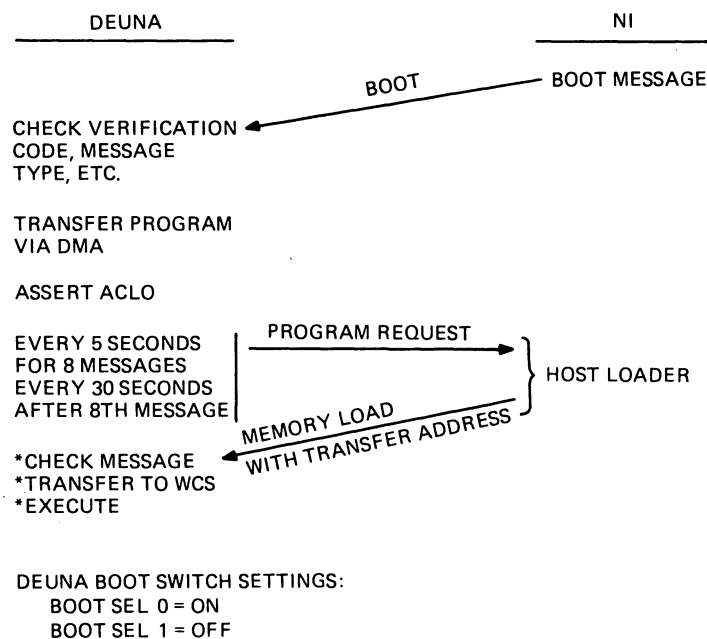 DEUNA
NI
BOOT
BOOT MESSAGE
CHECK VERIFICATION
CODE, MESSAGE
TYPE, ETC.
TRANSFER PROGRAM
VIA DMA
ASSERT ACLO
EVERY 5 SECONDS
FOR 8 MESSAGES
EVERY 30 SECONDS
AFTER 8TH MESSAGE
PROGRAM REQUEST
HOST LOADER
MEMORY LOAD
WITH TRANSFER ADDRESS
*CHECK MESSAGE
*TRANSFER TO WCS
*EXECUTE
DEUNA BOOT SWITCH SETTINGS:
BOOT SEL 0 = ON
BOOT SEL 1 = OFF